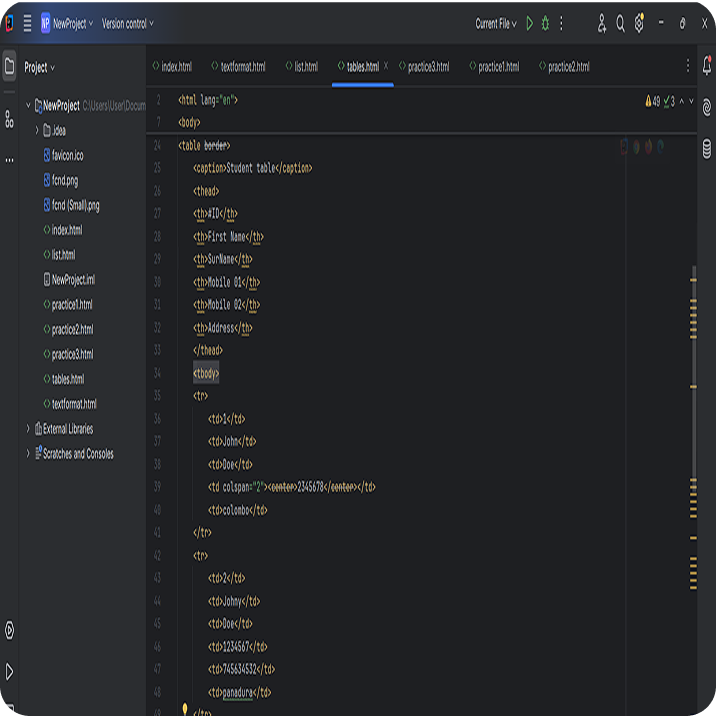 NP NewProject Version control Current File
Project
index.html textformat.html list.html tables.html practice3.html practice1.html practice2.html
NewProject C:\Users\User\Docum
.idea
favicon.ico
fcnd.png
fcnd (Small).png
index.html
list.html
NewProject.iml
practice1.html
practice2.html
practice3.html
tables.html
textformat.html
External Libraries
Scratches and Consoles
49 3
2 <html lang="en">
7 <body>
24 <table border>
25 <caption>Student table</caption>
26 <thead>
27 <th>#ID</th>
28 <th>First Name</th>
29 <th>SurName</th>
30 <th>Mobile 01</th>
31 <th>Mobile 02</th>
32 <th>Address</th>
33 </thead>
34 <tbody>
35 <tr>
36 <td>1</td>
37 <td>John</td>
38 <td>Doe</td>
39 <td colspan="2"><center>2345678</center></td>
40 <td>colombo</td>
41 </tr>
42 <tr>
43 <td>2</td>
44 <td>Johny</td>
45 <td>Doe</td>
46 <td>1234567</td>
47 <td>745634532</td>
48 <td>panadura</td>
49 </tr>